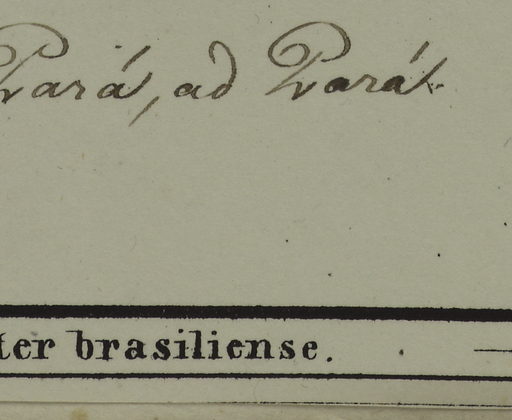 Pará, ad Pará.
ter brasiliense.